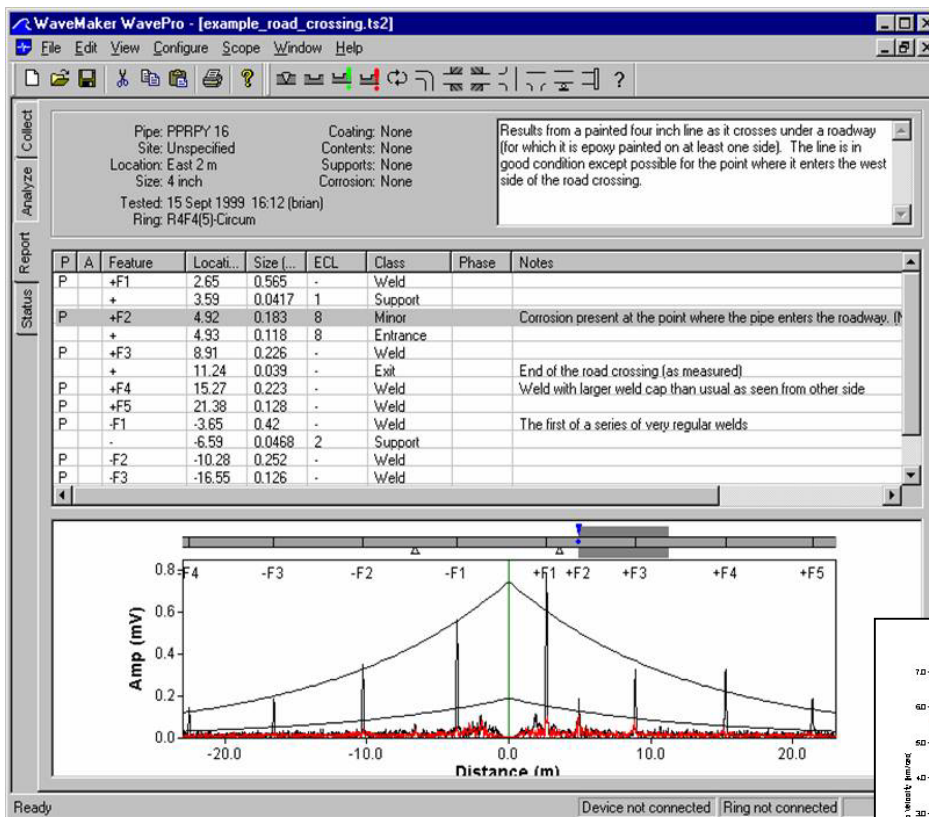 WaveMaker WavePro - [example_road_crossing.ts2]
File Edit View Configure Scope Window Help
Collect
Analyze
Report
Status
Pipe: PPRPY 16
Site: Unspecified
Location: East 2 m
Size: 4 inch
Tested: 15 Sept 1999 16:12 (brian)
Ring: R4F4(5)-Circum
Coating: None
Contents: None
Supports: None
Corrosion: None
Results from a painted four inch line as it crosses under a roadway
(for which it is epoxy painted on at least one side). The line is in
good condition except possible for the point where it enters the west
side of the road crossing.
P A Feature Locati... Size (... ECL Class Phase Notes
P +F1 2.65 0.565 - Weld
+ 3.59 0.0417 1 Support
P +F2 4.92 0.183 8 Minor Corrosion present at the point where the pipe enters the roadway.
+ 4.93 0.118 8 Entrance
P +F3 8.91 0.226 - Weld
+ 11.24 0.039 - Exit End of the road crossing (as measured)
P +F4 15.27 0.223 - Weld Weld with larger weld cap than usual as seen from other side
P +F5 21.38 0.128 - Weld
P -F1 -3.65 0.42 - Weld The first of a series of very regular welds
- -6.59 0.0468 2 Support
P -F2 -10.28 0.252 - Weld
P -F3 -16.55 0.126 - Weld
F4 -F3 -F2 -F1 +F1 +F2 +F3 +F4 +F5
Amp (mV)
0.8
0.6
0.4
0.2
0.0
-20.0 -10.0 0.0 10.0 20.0
Distance (m)
Ready
Device not connected
Ring not connected
7.0
6.0
5.0
4.0
3.0